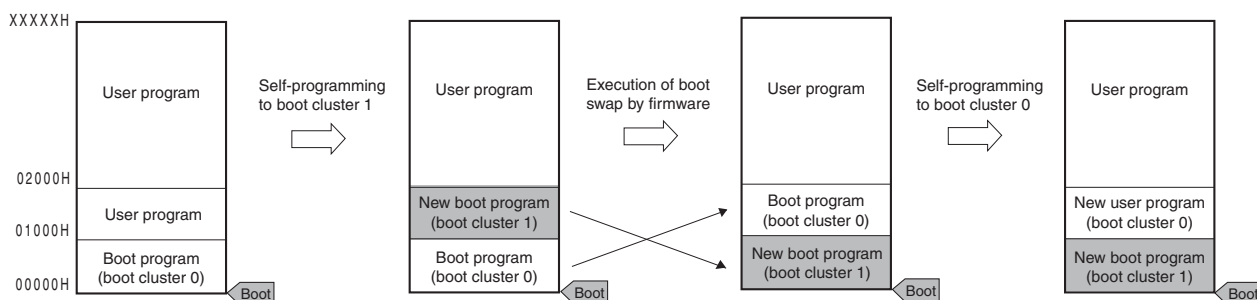 XXXXXH
User program
02000H
User program
01000H
Boot program
(boot cluster 0)
00000H
Boot
Self-programming
to boot cluster 1
User program
New boot program
(boot cluster 1)
Boot program
(boot cluster 0)
Boot
Execution of boot
swap by firmware
User program
Boot program
(boot cluster 0)
New boot program
(boot cluster 1)
Boot
Self-programming
to boot cluster 0
User program
New user program
(boot cluster 0)
New boot program
(boot cluster 1)
Boot